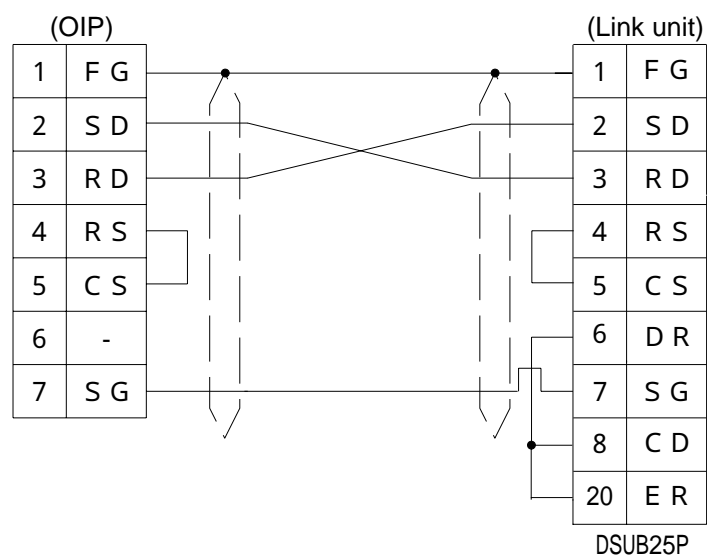 (OIP) (Link unit)
1 F G 1 F G
2 S D 2 S D
3 R D 3 R D
4 R S 4 R S
5 C S 5 C S
6 - 6 D R
7 S G 7 S G
8 C D
20 E R
DSUB25P